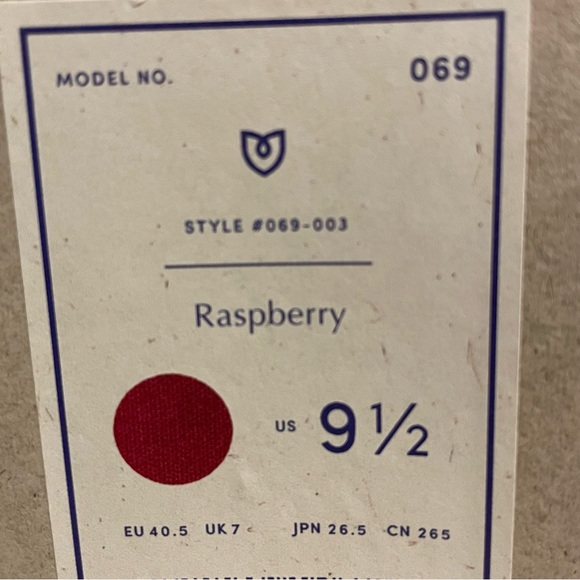 MODEL NO. 069
STYLE #069-003
Raspberry
US 9½
EU 40.5 UK 7 JPN 26.5 CN 265